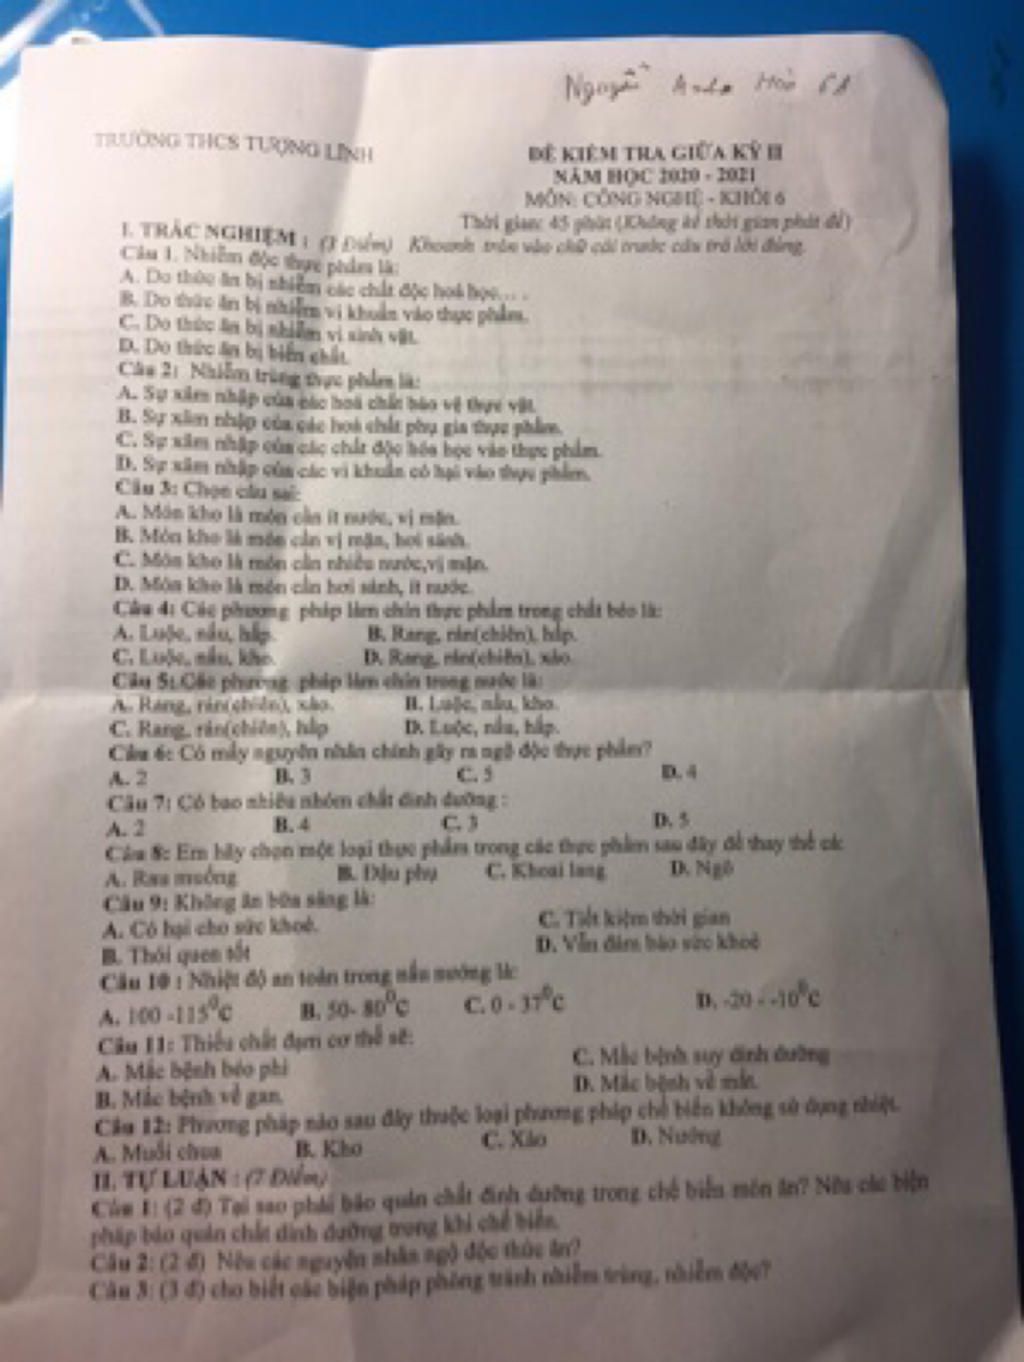 Nguyễn Anh Hòa 6A
TRƯỜNG THCS TƯỢNG LĨNH
ĐỀ KIỂM TRA GIỮA KỲ II
NĂM HỌC 2020 - 2021
MÔN: CÔNG NGHỆ - KHỐI 6
Thời gian: 45 phút (Không kể thời gian phát đề)
I. TRẮC NGHIỆM : (3 Điểm) Khoanh tròn vào chữ cái trước câu trả lời đúng.
Câu 1. Nhiễm độc thực phẩm là:
A. Do thức ăn bị nhiễm các chất độc hoá học... .
B. Do thức ăn bị nhiễm vi khuẩn vào thực phẩm.
C. Do thức ăn bị nhiễm vi sinh vật.
D. Do thức ăn bị biến chất.
Câu 2: Nhiễm trùng thực phẩm là:
A. Sự xâm nhập của các hoá chất bảo vệ thực vật.
B. Sự xâm nhập của các hoá chất phụ gia thực phẩm.
C. Sự xâm nhập của các chất độc hóa học vào thực phẩm.
D. Sự xâm nhập của các vi khuẩn có hại vào thực phẩm.
Câu 3: Chọn câu sai:
A. Món kho là món cần ít nước, vị mặn.
B. Món kho là món cần vị mặn, hơi sánh.
C. Món kho là món cần nhiều nước,vị mặn.
D. Món kho là món cần hơi sánh, ít nước.
Câu 4: Các phương pháp làm chín thực phẩm trong chất béo là:
A. Luộc, nấu, hấp. B. Rang, rán(chiên), hấp.
C. Luộc, nấu, kho. D. Rang, rán(chiên), xào.
Câu 5: Các phương pháp làm chín trong nước là:
A. Rang, rán(chiên), xào. B. Luộc, nấu, kho.
C. Rang, rán(chiên), hấp D. Luộc, nấu, hấp.
Câu 6: Có mấy nguyên nhân chính gây ra ngộ độc thực phẩm?
A. 2 B. 3 C. 5 D. 4
Câu 7: Có bao nhiêu nhóm chất dinh dưỡng :
A. 2 B. 4 C. 3 D. 5
Câu 8: Em hãy chọn một loại thực phẩm trong các thực phẩm sau đây để thay thế cá:
A. Rau muống B. Đậu phụ C. Khoai lang D. Ngô
Câu 9: Không ăn bữa sáng là:
A. Có hại cho sức khoẻ. C. Tiết kiệm thời gian
B. Thói quen tốt D. Vẫn đảm bảo sức khoẻ
Câu 10 : Nhiệt độ an toàn trong nấu nướng là:
A. 100 -115⁰C B. 50- 80⁰C C. 0 - 37⁰C D. -20 - -10⁰C
Câu 11: Thiếu chất đạm cơ thể sẽ:
A. Mắc bệnh béo phì C. Mắc bệnh suy dinh dưỡng
B. Mắc bệnh về gan. D. Mắc bệnh về mắt.
Câu 12: Phương pháp nào sau đây thuộc loại phương pháp chế biến không sử dụng nhiệt.
A. Muối chua B. Kho C. Xào D. Nướng
II. TỰ LUẬN : (7 Điểm)
Câu 1: (2 đ) Tại sao phải bảo quản chất dinh dưỡng trong chế biến món ăn? Nêu các biện
pháp bảo quản chất dinh dưỡng trong khi chế biến.
Câu 2: (2 đ) Nêu các nguyên nhân ngộ độc thức ăn?
Câu 3: (3 đ) cho biết các biện pháp phòng tránh nhiễm trùng, nhiễm độc?